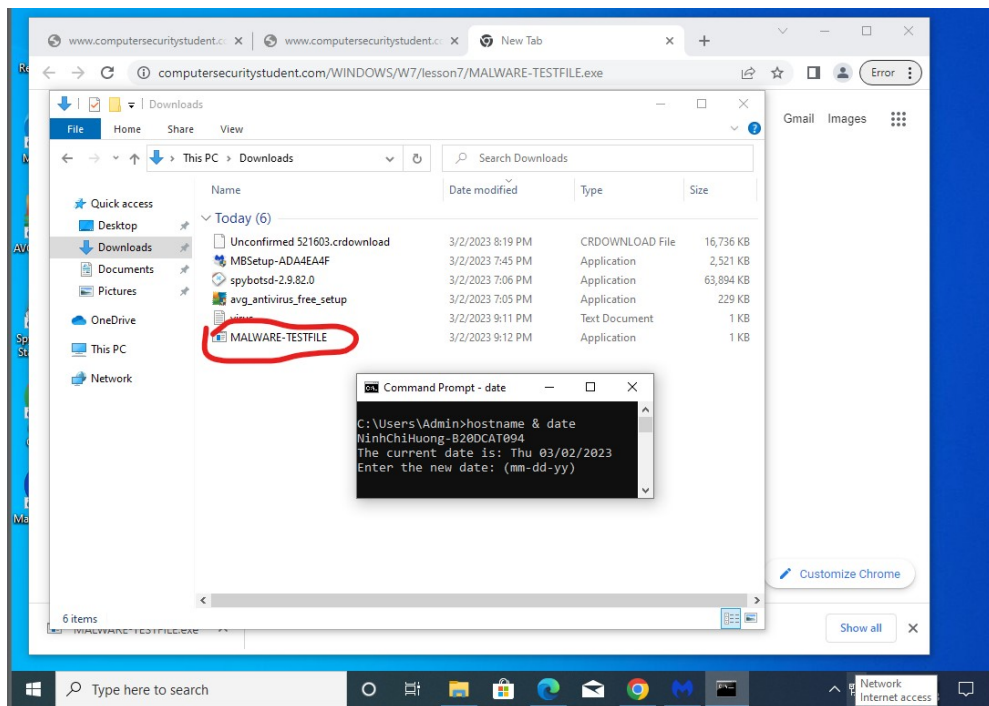 www.computersecuritystudent.c
www.computersecuritystudent.c
New Tab
computersecuritystudent.com/WINDOWS/W7/lesson7/MALWARE-TESTFILE.exe
Error
Gmail Images
Downloads
File Home Share View
This PC > Downloads
Search Downloads
Name Date modified Type Size
Quick access
Desktop
Downloads
Documents
Pictures
OneDrive
This PC
Network
Today (6)
Unconfirmed 521603.crdownload 3/2/2023 8:19 PM CRDOWNLOAD File 16,736 KB
MBSetup-ADA4EA4F 3/2/2023 7:45 PM Application 2,521 KB
spybotsd-2.9.82.0 3/2/2023 7:06 PM Application 63,894 KB
avg_antivirus_free_setup 3/2/2023 7:05 PM Application 229 KB
virus 3/2/2023 9:11 PM Text Document 1 KB
MALWARE-TESTFILE 3/2/2023 9:12 PM Application 1 KB
Command Prompt - date
C:\Users\Admin>hostname & date
NinhChiHuong-B20DCAT094
The current date is: Thu 03/02/2023
Enter the new date: (mm-dd-yy)
Customize Chrome
6 items
MALWARE-TESTFILE.exe
Show all
Type here to search
Network
Internet access